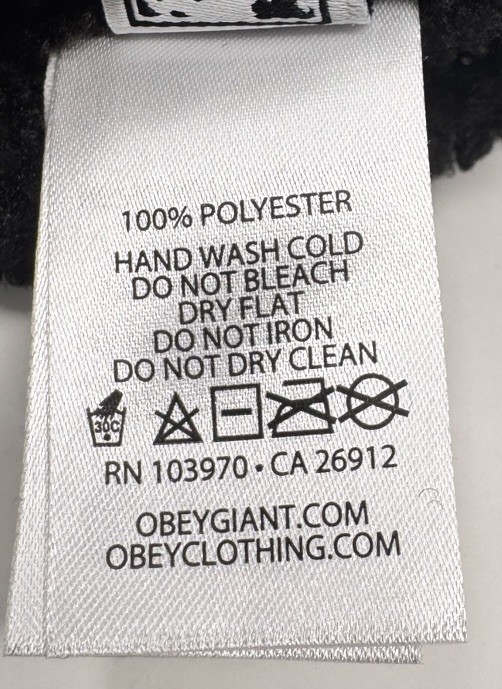 100% POLYESTER
HAND WASH COLD
DO NOT BLEACH
DRY FLAT
DO NOT IRON
DO NOT DRY CLEAN
30C
RN 103970 • CA 26912
OBEYGIANT.COM
OBEYCLOTHING.COM